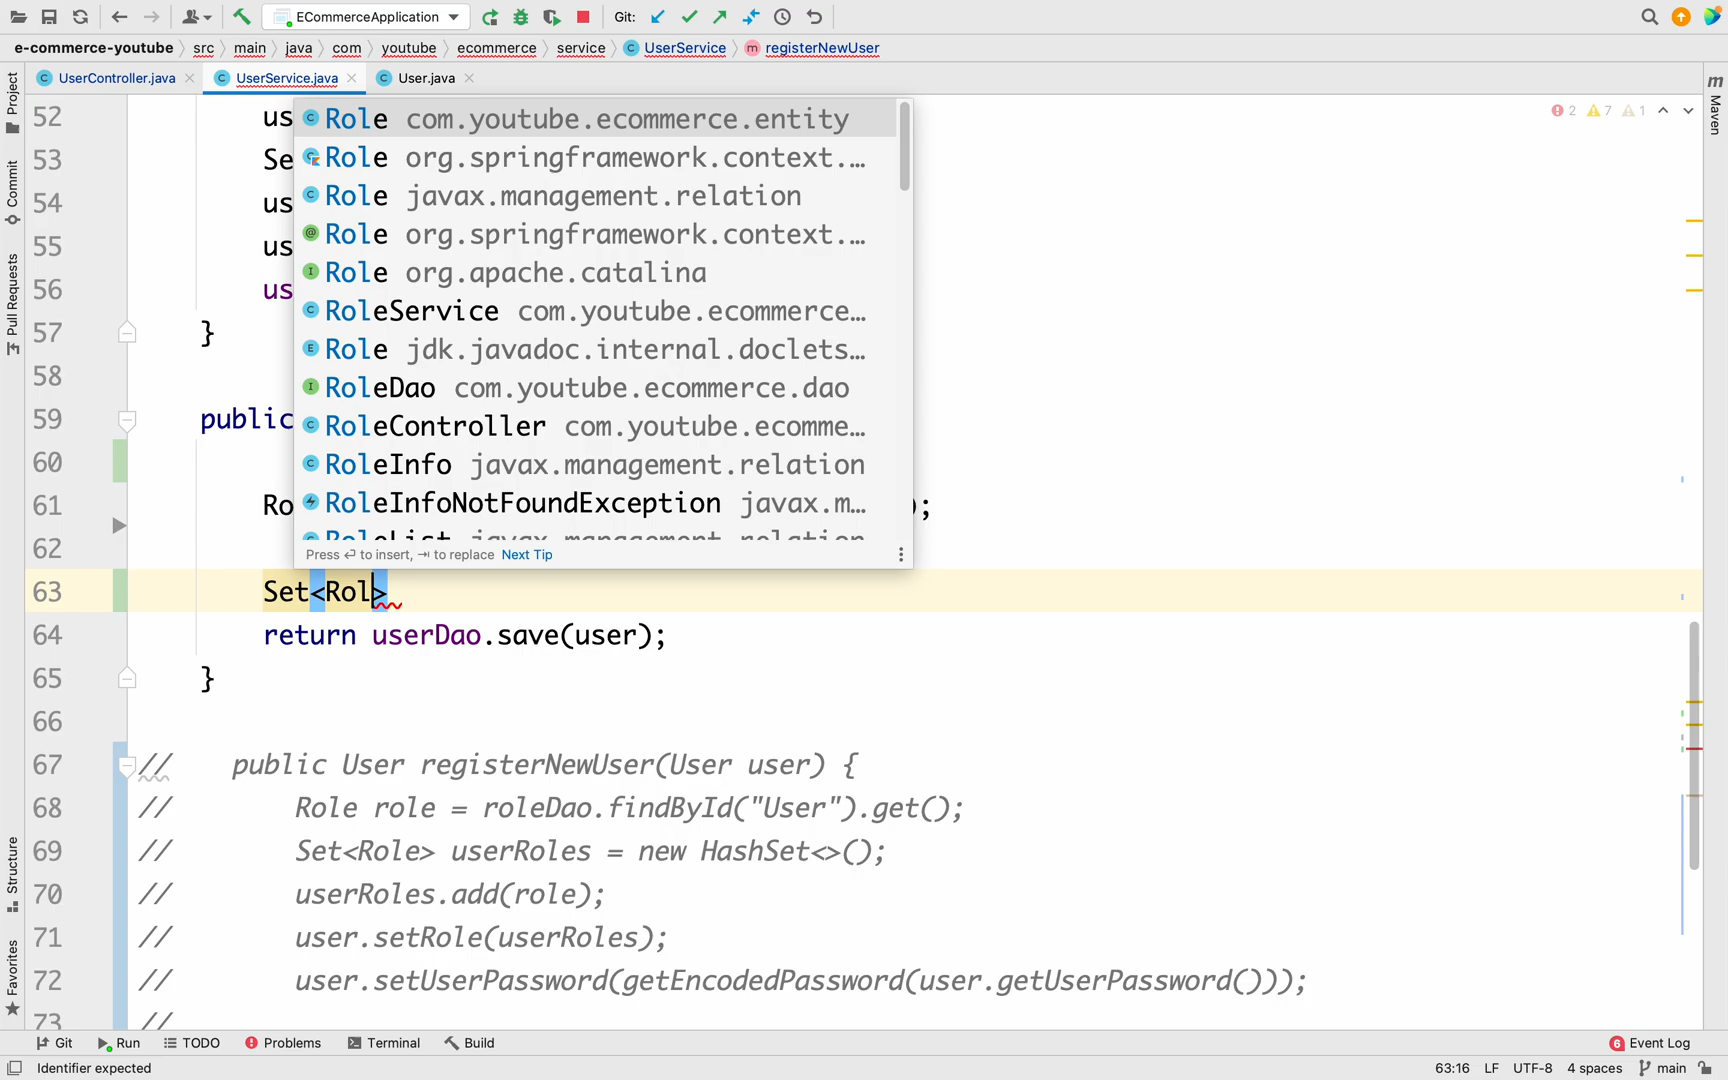 ECommerceApplication
Git:
e-commerce-youtube src main java com youtube ecommerce service UserService registerNewUser
UserController.java UserService.java User.java
m Maven
Project
Commit
Pull Requests
Structure
Favorites
2 7 1
52 us
53 Se
54 us
55 us
56 us
57 }
58
59 public
60
61 Ro );
62
63 Set<Rol>
64 return userDao.save(user);
65 }
66
67 // public User registerNewUser(User user) {
68 // Role role = roleDao.findById("User").get();
69 // Set<Role> userRoles = new HashSet<>();
70 // userRoles.add(role);
71 // user.setRole(userRoles);
72 // user.setUserPassword(getEncodedPassword(user.getUserPassword()));
73 //
Role com.youtube.ecommerce.entity
Role org.springframework.context.…
Role javax.management.relation
Role org.springframework.context.…
Role org.apache.catalina
RoleService com.youtube.ecommerce…
Role jdk.javadoc.internal.doclets…
RoleDao com.youtube.ecommerce.dao
RoleController com.youtube.ecomme…
RoleInfo javax.management.relation
RoleInfoNotFoundException javax.m…
RoleList javax.management.relation
Press ↵ to insert, ⇥ to replace Next Tip
Git Run TODO Problems Terminal Build 6 Event Log
Identifier expected 63:16 LF UTF-8 4 spaces main